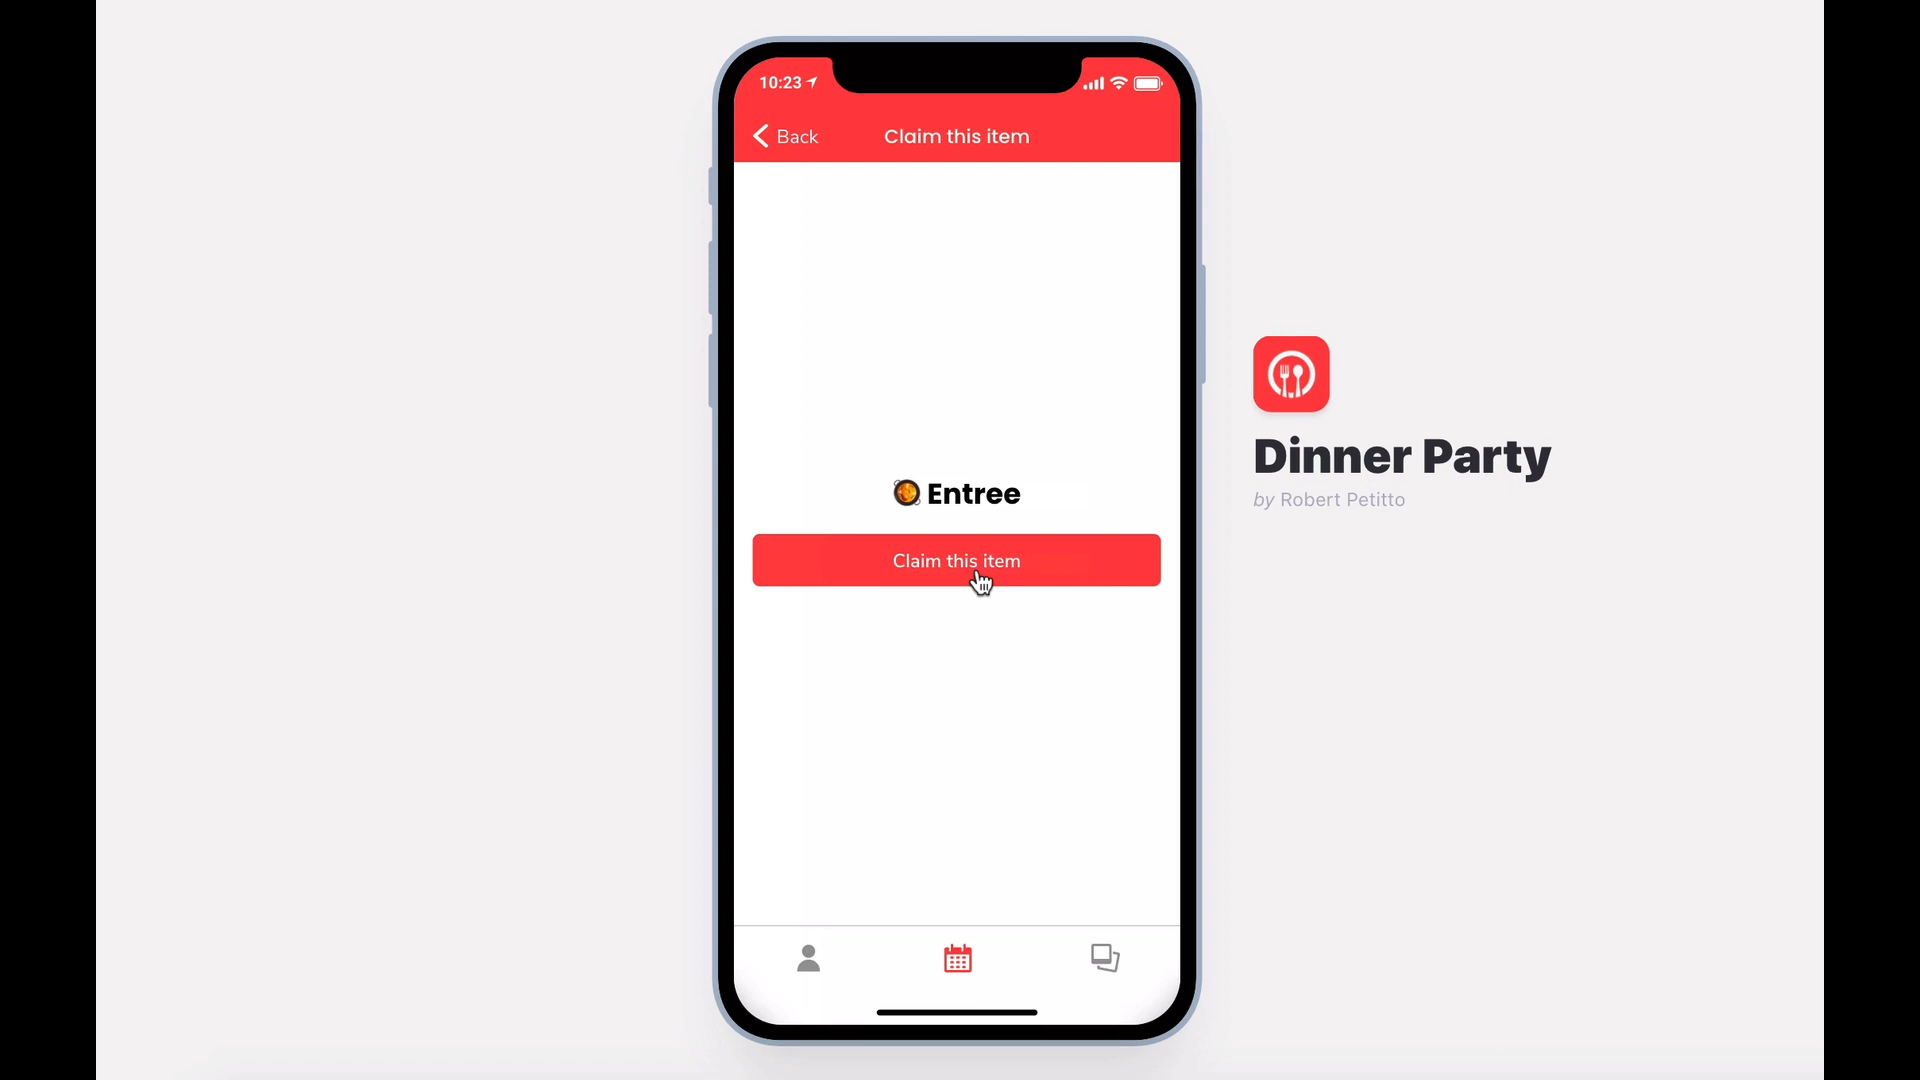 10:23
Back
Claim this item
Entree
Claim this item
Dinner Party
by Robert Petitto